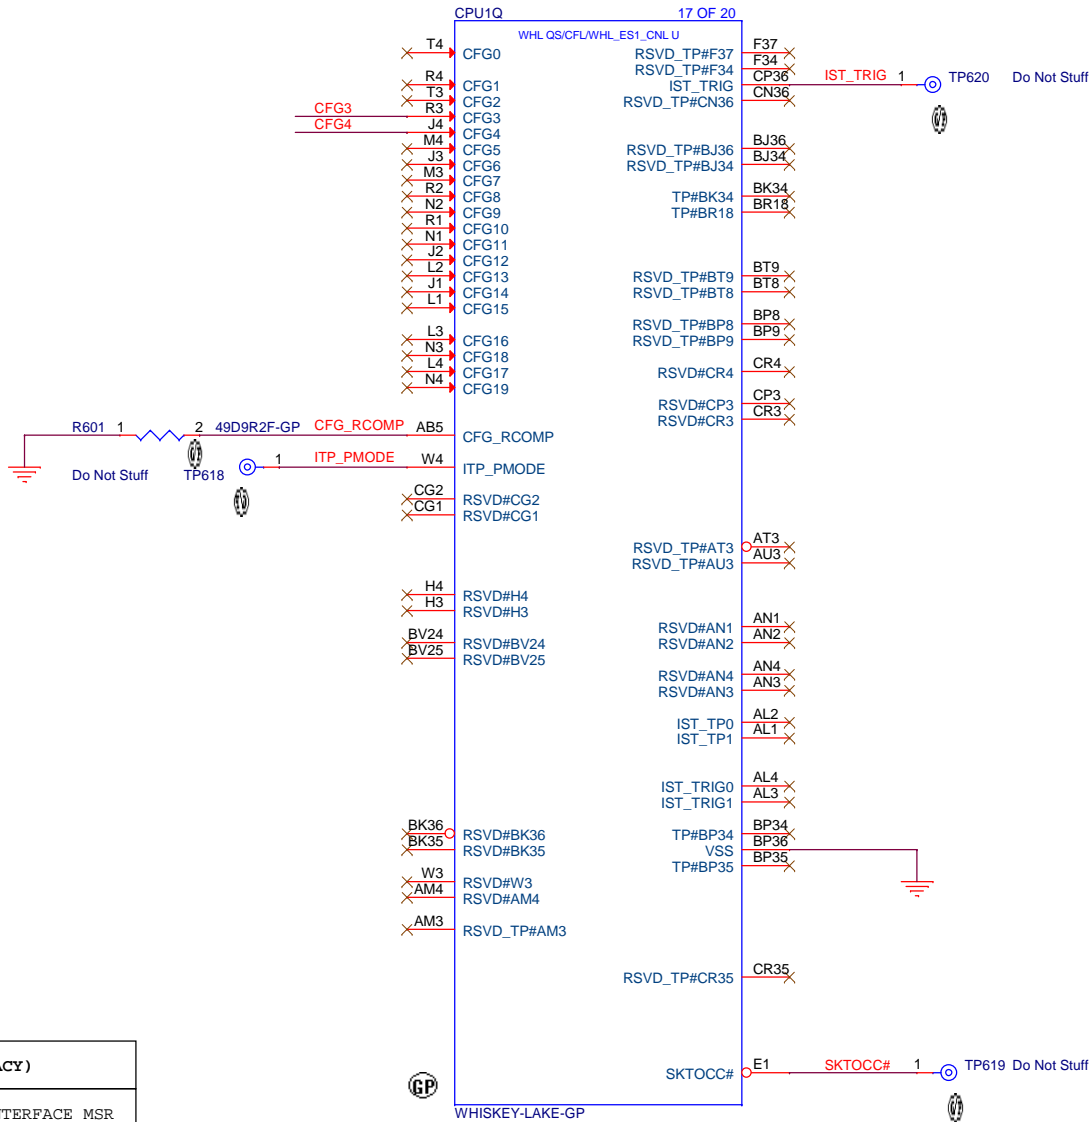 CPU1Q 17 OF 20
WHL QS/CFL/WHL_ES1_CNL U
T4 CFG0
R4 CFG1
T3 CFG2
CFG3 R3 CFG3
CFG4 J4 CFG4
M4 CFG5
J3 CFG6
M3 CFG7
R2 CFG8
N2 CFG9
R1 CFG10
N1 CFG11
J2 CFG12
L2 CFG13
J1 CFG14
L1 CFG15
L3 CFG16
N3 CFG18
L4 CFG17
N4 CFG19
R601 1 2 49D9R2F-GP CFG_RCOMP AB5 CFG_RCOMP
Do Not Stuff TP618 1 ITP_PMODE W4 ITP_PMODE
CG2 RSVD#CG2
CG1 RSVD#CG1
H4 RSVD#H4
H3 RSVD#H3
BV24 RSVD#BV24
BV25 RSVD#BV25
BK36 RSVD#BK36
BK35 RSVD#BK35
W3 RSVD#W3
AM4 RSVD#AM4
AM3 RSVD_TP#AM3
RSVD_TP#F37 F37
RSVD_TP#F34 F34
IST_TRIG CP36 IST_TRIG 1 TP620 Do Not Stuff
RSVD_TP#CN36 CN36
RSVD_TP#BJ36 BJ36
RSVD_TP#BJ34 BJ34
TP#BK34 BK34
TP#BR18 BR18
RSVD_TP#BT9 BT9
RSVD_TP#BT8 BT8
RSVD_TP#BP8 BP8
RSVD_TP#BP9 BP9
RSVD#CR4 CR4
RSVD#CP3 CP3
RSVD#CR3 CR3
RSVD_TP#AT3 AT3
RSVD_TP#AU3 AU3
RSVD#AN1 AN1
RSVD#AN2 AN2
RSVD#AN4 AN4
RSVD#AN3 AN3
IST_TP0 AL2
IST_TP1 AL1
IST_TRIG0 AL4
IST_TRIG1 AL3
TP#BP34 BP34
VSS BP36
TP#BP35 BP35
RSVD_TP#CR35 CR35
SKTOCC# E1 SKTOCC# 1 TP619 Do Not Stuff
GP
WHISKEY-LAKE-GP
ACY)
NTERFACE MSR